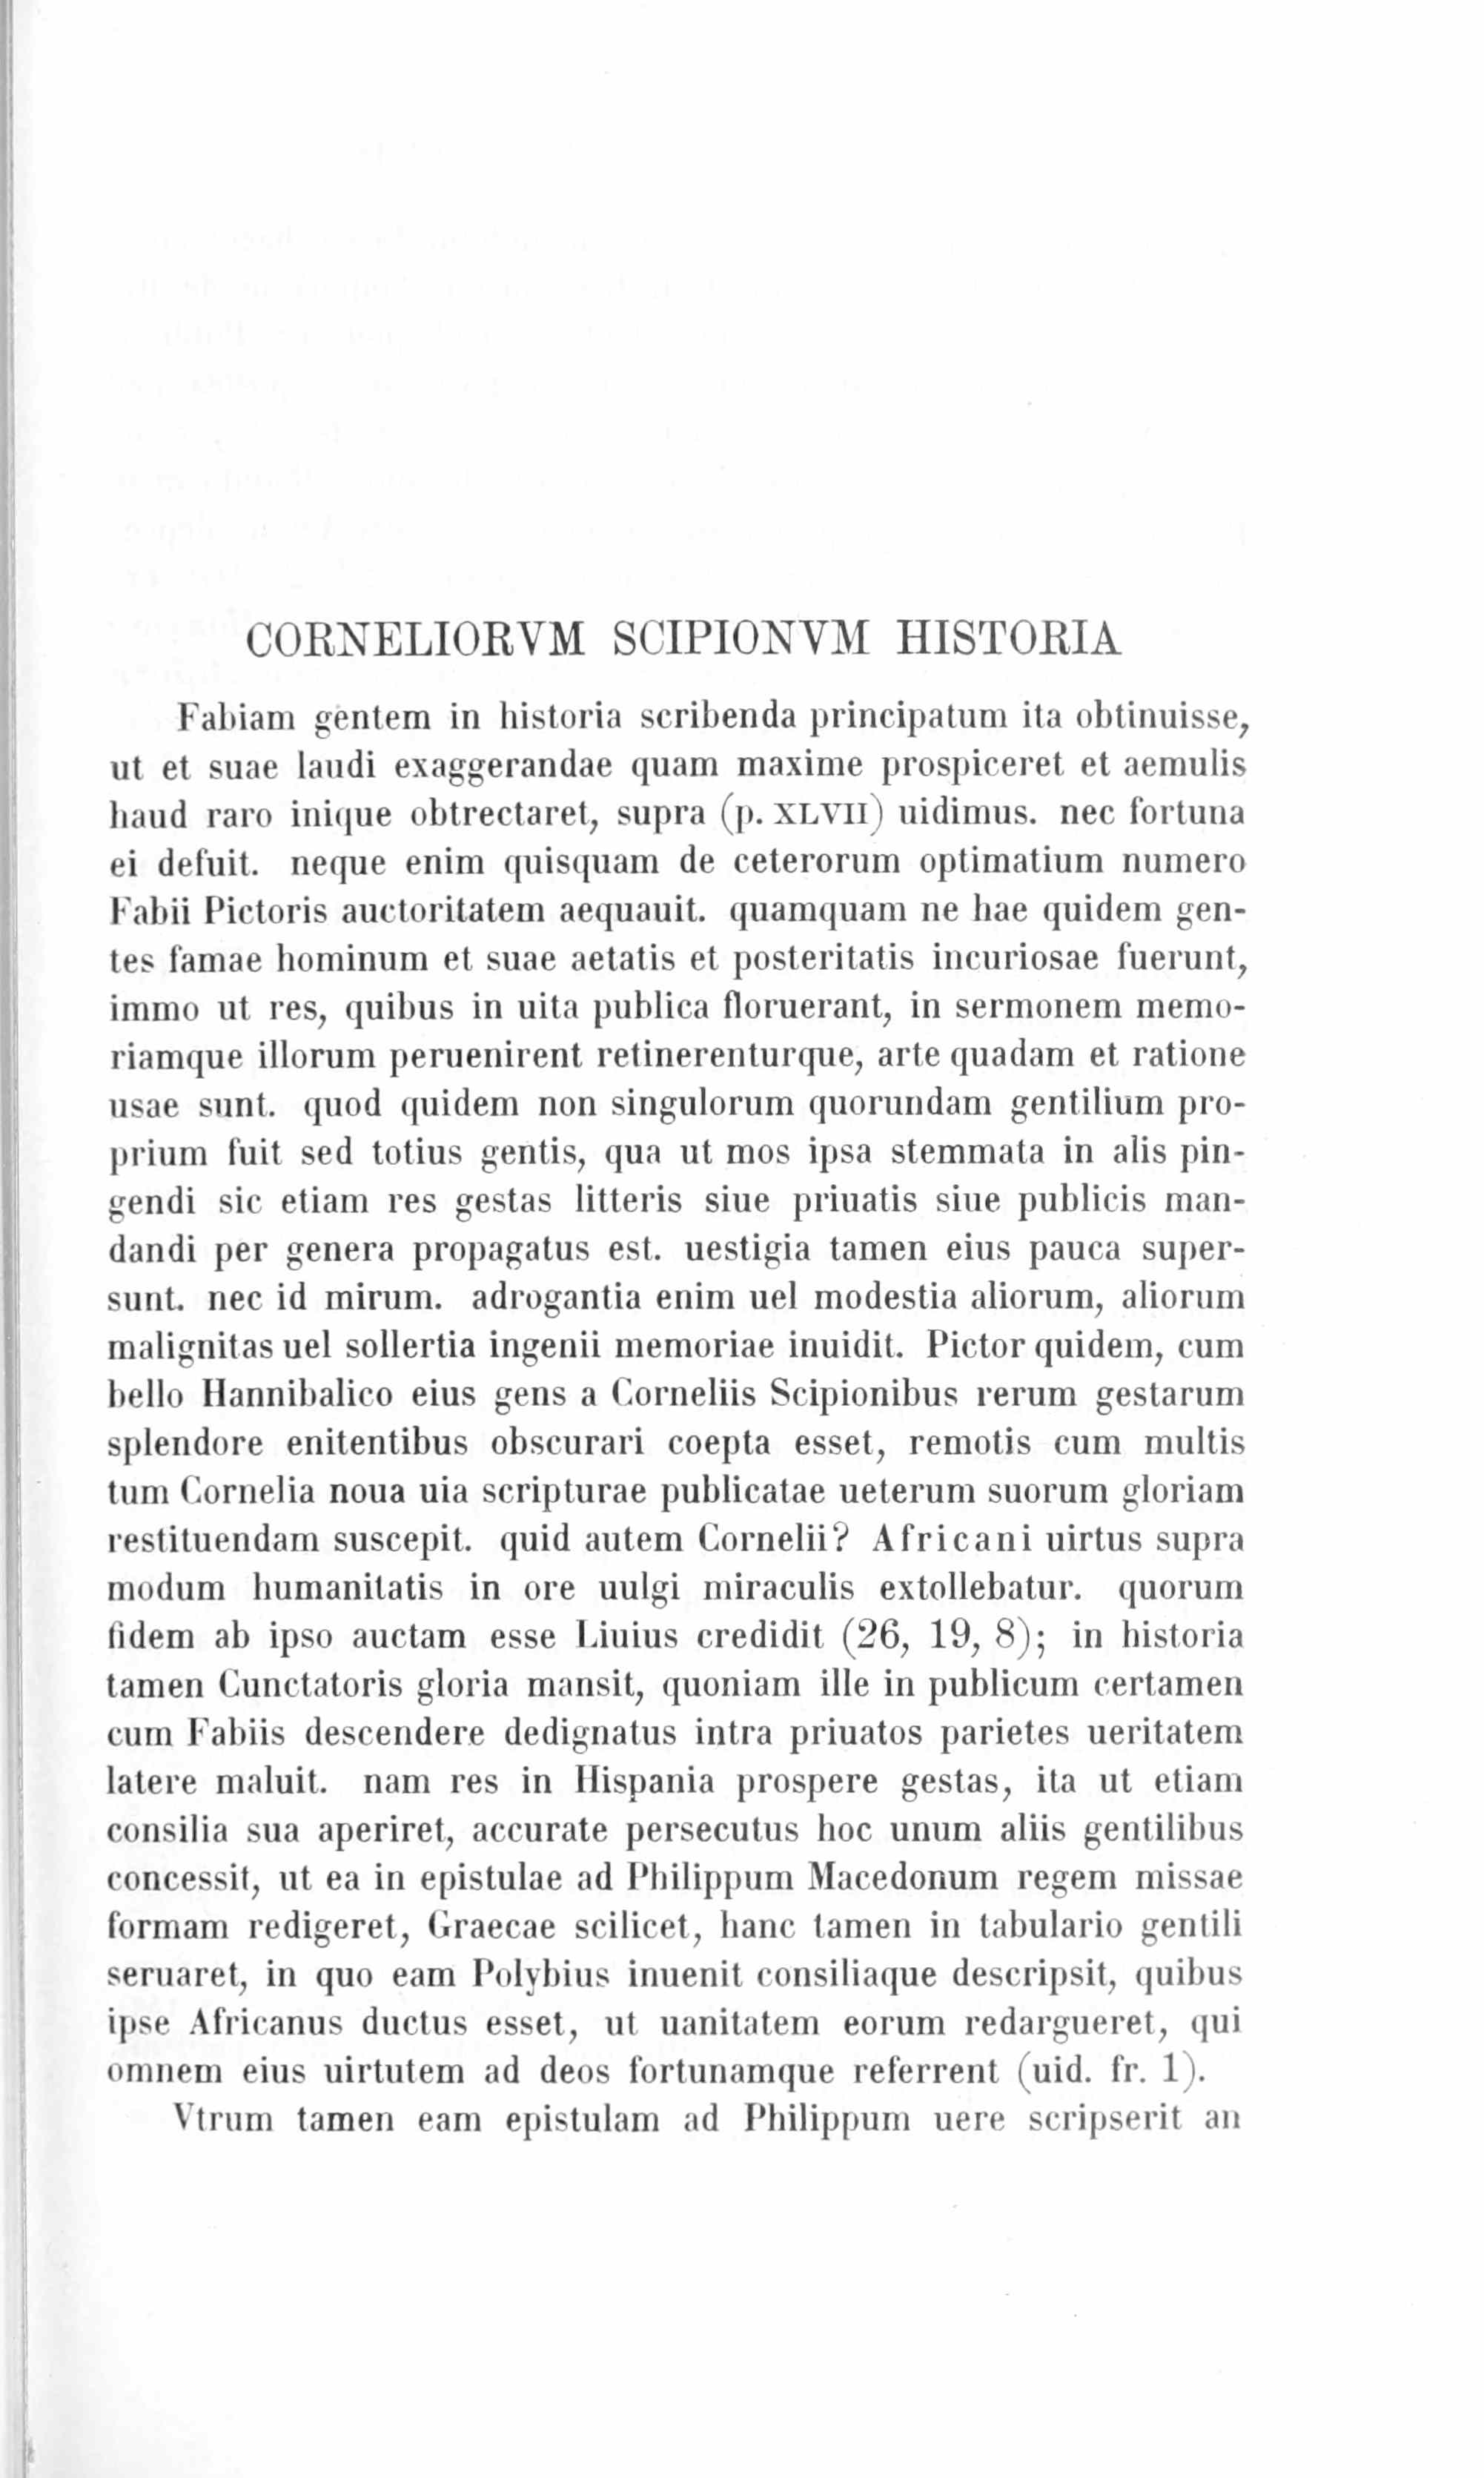 CORNELIORVM SCIPIONVM HISTORIA
Fabiam gentem in historia scribenda principatum ita obtinuisse,
ut et suae laudi exaggerandae quam maxime prospiceret et aemulis
haud raro inique obtrectaret, supra (p. XLVII) uidimus. nec fortuna
ei defuit. neque enim quisquam de ceterorum optimatium numero
Fabii Pictoris auctoritatem aequauit. quamquam ne hae quidem gen-
tes famae hominum et suae aetatis et posteritatis incuriosae fuerunt,
immo ut res, quibus in uita publica floruerant, in sermonem memo-
riamque illorum peruenirent retinerenturque, arte quadam et ratione
usae sunt. quod quidem non singulorum quorundam gentilium pro-
prium fuit sed totius gentis, qua ut mos ipsa stemmata in alis pin-
gendi sic etiam res gestas litteris siue priuatis siue publicis man-
dandi per genera propagatus est. uestigia tamen eius pauca super-
sunt. nec id mirum. adrogantia enim uel modestia aliorum, aliorum
malignitas uel sollertia ingenii memoriae inuidit. Pictor quidem, cum
bello Hannibalico eius gens a Corneliis Scipionibus rerum gestarum
splendore enitentibus obscurari coepta esset, remotis cum multis
tum Cornelia noua uia scripturae publicatae ueterum suorum gloriam
restituendam suscepit. quid autem Cornelii? Africani uirtus supra
modum humanitatis in ore uulgi miraculis extollebatur. quorum
fidem ab ipso auctam esse Liuius credidit (26, 19, 8); in historia
tamen Cunctatoris gloria mansit, quoniam ille in publicum certamen
cum Fabiis descendere dedignatus intra priuatos parietes ueritatem
latere maluit. nam res in Hispania prospere gestas, ita ut etiam
consilia sua aperiret, accurate persecutus hoc unum aliis gentilibus
concessit, ut ea in epistulae ad Philippum Macedonum regem missae
formam redigeret, Graecae scilicet, hanc tamen in tabulario gentili
seruaret, in quo eam Polybius inuenit consiliaque descripsit, quibus
ipse Africanus ductus esset, ut uanitatem eorum redargueret, qui
omnem eius uirtutem ad deos fortunamque referrent (uid. fr. 1).
Vtrum tamen eam epistulam ad Philippum uere scripserit an